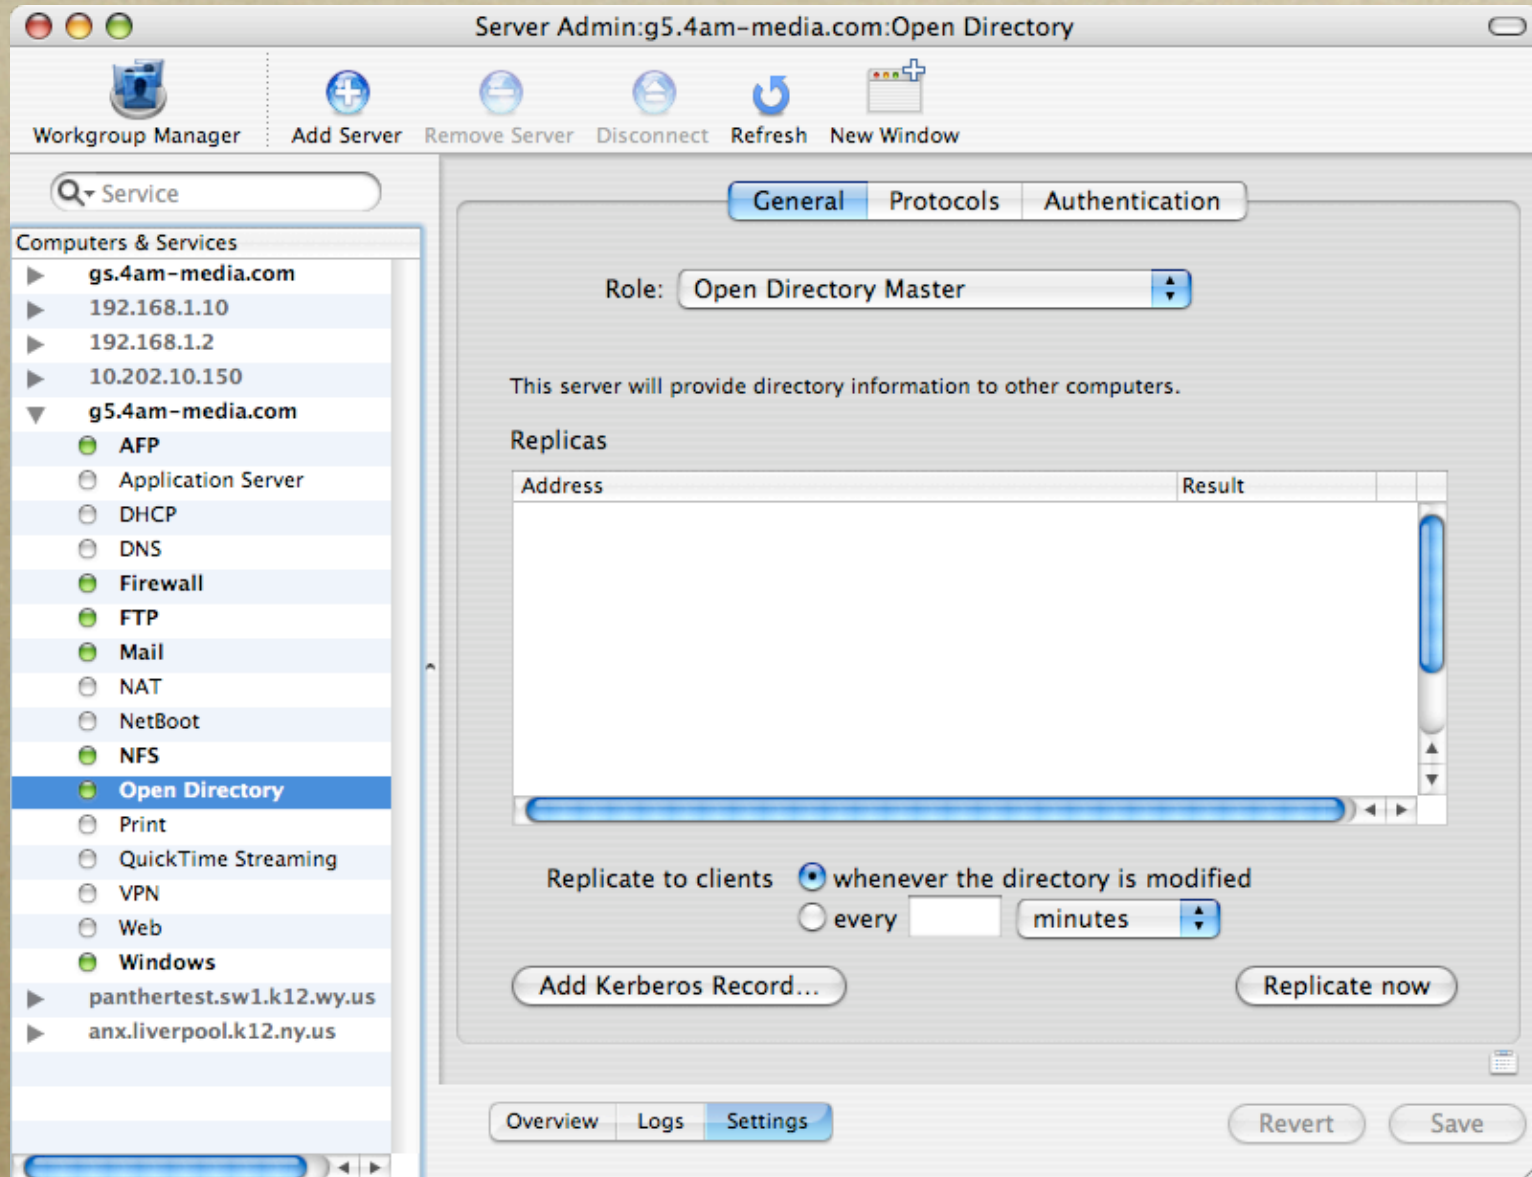 Server Admin:g5.4am-media.com:Open Directory
Workgroup Manager
Add Server
Remove Server
Disconnect
Refresh
New Window
Service
Computers & Services
gs.4am-media.com
192.168.1.10
192.168.1.2
10.202.10.150
g5.4am-media.com
AFP
Application Server
DHCP
DNS
Firewall
FTP
Mail
NAT
NetBoot
NFS
Open Directory
Print
QuickTime Streaming
VPN
Web
Windows
panthertest.sw1.k12.wy.us
anx.liverpool.k12.ny.us
General
Protocols
Authentication
Role: Open Directory Master
This server will provide directory information to other computers.
Replicas
Address
Result
Replicate to clients whenever the directory is modified
every minutes
Add Kerberos Record...
Replicate now
Overview
Logs
Settings
Revert
Save